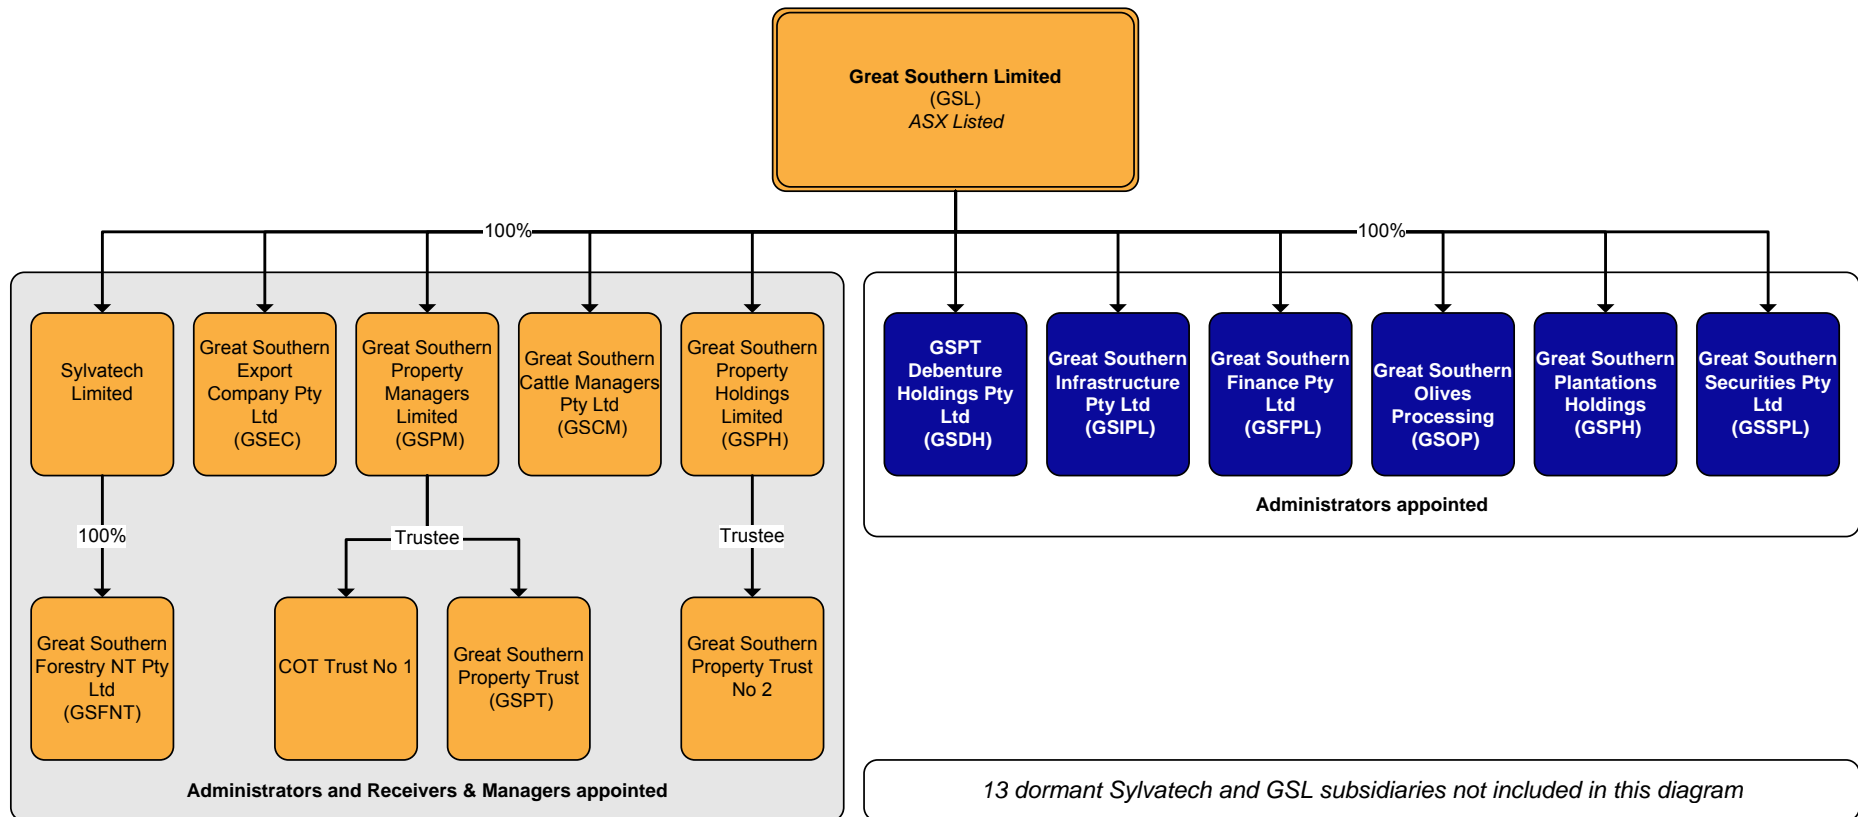 Great Southern Limited
(GSL)
ASX Listed
100%
100%
Sylvatech
Limited
Great Southern
Export
Company Pty
Ltd
(GSEC)
Great Southern
Property
Managers
Limited
(GSPM)
Great Southern
Cattle Managers
Pty Ltd
(GSCM)
Great Southern
Property
Holdings
Limited
(GSPH)
GSPT
Debenture
Holdings Pty
Ltd
(GSDH)
Great Southern
Infrastructure
Pty Ltd
(GSIPL)
Great Southern
Finance Pty
Ltd
(GSFPL)
Great Southern
Olives
Processing
(GSOP)
Great Southern
Plantations
Holdings
(GSPH)
Great Southern
Securities Pty
Ltd
(GSSPL)
Administrators appointed
100%
Trustee
Trustee
Great Southern
Forestry NT Pty
Ltd
(GSFNT)
COT Trust No 1
Great Southern
Property Trust
(GSPT)
Great Southern
Property Trust
No 2
Administrators and Receivers & Managers appointed
13 dormant Sylvatech and GSL subsidiaries not included in this diagram